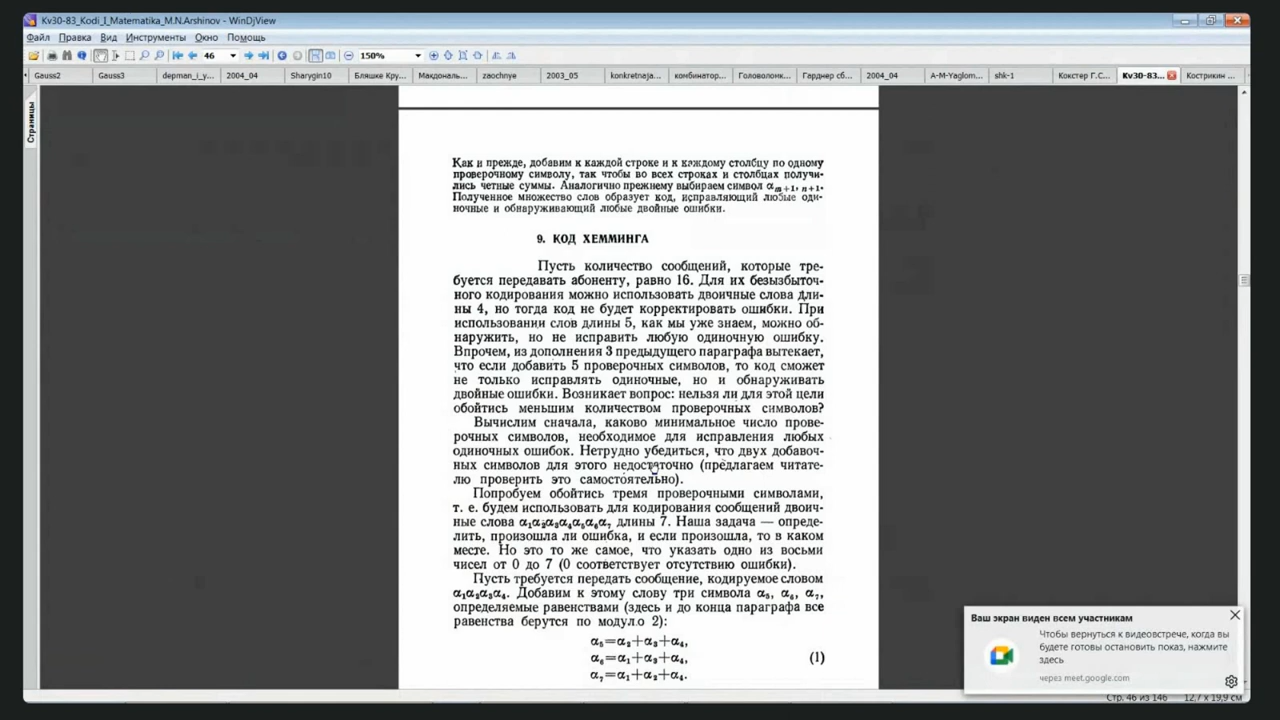 Kv30-83_Kodi_I_Matematika_M.N.Arshinov - WinDjView
Файл Правка Вид Инструменты Окно Помощь
46 150%
Gauss2 Gauss3 depman_i_y... 2004_04 Sharygin10 Бляшке Кру... Макдональ... zaochnye 2003_05 konkretnaja... комбинатор... Головоломк... Гарднер сб... 2004_04 A-M-Yaglom... shk-1 Кокстер Г.С... Kv30-83... Кострикин
Страницы
Как и прежде, добавим к каждой строке и к каждому столбцу по одному
проверочному символу, так чтобы во всех строках и столбцах получи-
лись четные суммы. Аналогично прежнему выбираем символ αₘ₊₁, ₙ₊₁.
Полученное множество слов образует код, исправляющий любые оди-
ночные и обнаруживающий любые двойные ошибки.
9. КОД ХЕММИНГА
Пусть количество сообщений, которые тре-
буется передавать абоненту, равно 16. Для их безызбыточ-
ного кодирования можно использовать двоичные слова дли-
ны 4, но тогда код не будет корректировать ошибки. При
использовании слов длины 5, как мы уже знаем, можно об-
наружить, но не исправить любую одиночную ошибку.
Впрочем, из дополнения 3 предыдущего параграфа вытекает,
что если добавить 5 проверочных символов, то код сможет
не только исправлять одиночные, но и обнаруживать
двойные ошибки. Возникает вопрос: нельзя ли для этой цели
обойтись меньшим количеством проверочных символов?
Вычислим сначала, каково минимальное число прове-
рочных символов, необходимое для исправления любых
одиночных ошибок. Нетрудно убедиться, что двух добавоч-
ных символов для этого недостаточно (предлагаем читате-
лю проверить это самостоятельно).
Попробуем обойтись тремя проверочными символами,
т. е. будем использовать для кодирования сообщений двоич-
ные слова α₁α₂α₃α₄α₅α₆α₇ длины 7. Наша задача — опреде-
лить, произошла ли ошибка, и если произошла, то в каком
месте. Но это то же самое, что указать одно из восьми
чисел от 0 до 7 (0 соответствует отсутствию ошибки).
Пусть требуется передать сообщение, кодируемое словом
α₁α₂α₃α₄. Добавим к этому слову три символа α₅, α₆, α₇,
определяемые равенствами (здесь и до конца параграфа все
равенства берутся по модулю 2):
α₅=α₂+α₃+α₄,
α₆=α₁+α₃+α₄, (1)
α₇=α₁+α₂+α₄.
Ваш экран виден всем участникам
Чтобы вернуться к видеовстрече, когда вы
будете готовы остановить показ, нажмите
здесь
через meet.google.com
Стр. 46 из 146 12,7 x 19,9 cm